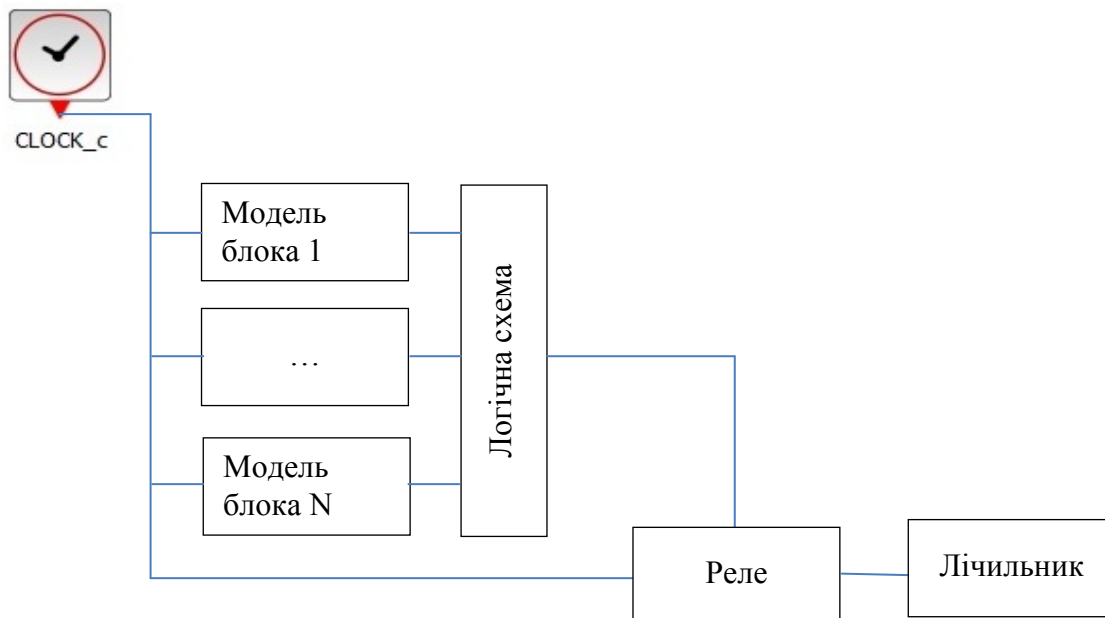 CLOCK_c
Модель
блока 1
…
Модель
блока N
Логічна схема
Реле
Лічильник